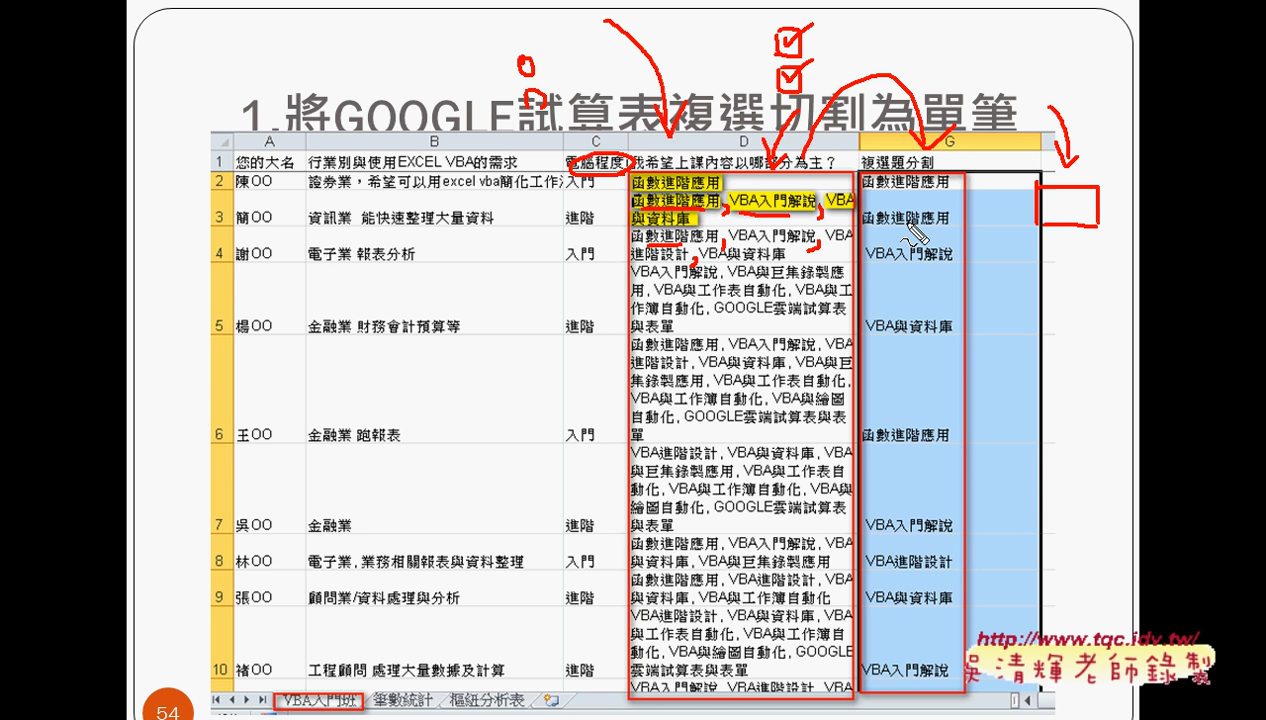 1.將GOOGLE試算表複選切割為單筆
A B C D G
1 您的大名 行業別與使用EXCEL VBA的需求 電腦程度 我希望上課內容以哪部分為主？ 複選題分割
2 陳OO 證券業，希望可以用excel vba簡化工作 入門 函數進階應用 函數進階應用
函數進階應用, VBA入門解說, VBA
3 簡OO 資訊業 能快速整理大量資料 進階 與資料庫 函數進階應用
函數進階應用, VBA入門解說, VBA
4 謝OO 電子業 報表分析 入門 進階設計, VBA與資料庫 VBA入門解說
VBA入門解說, VBA與巨集錄製應
用, VBA與工作表自動化, VBA與工
作簿自動化, GOOGLE雲端試算表
5 楊OO 金融業 財務會計預算等 進階 與表單 VBA與資料庫
函數進階應用, VBA入門解說, VBA
進階設計, VBA與資料庫, VBA與巨
集錄製應用, VBA與工作表自動化,
VBA與工作簿自動化, VBA與繪圖
自動化, GOOGLE雲端試算表與表
6 王OO 金融業 跑報表 入門 單 函數進階應用
VBA進階設計, VBA與資料庫, VBA
與巨集錄製應用, VBA與工作表自
動化, VBA與工作簿自動化, VBA與
繪圖自動化, GOOGLE雲端試算表
7 吳OO 金融業 進階 與表單 VBA入門解說
函數進階應用, VBA入門解說, VBA
8 林OO 電子業,業務相關報表與資料整理 入門 與資料庫, VBA與巨集錄製應用 VBA進階設計
函數進階應用, VBA進階設計, VBA
9 張OO 顧問業/資料處理與分析 進階 與資料庫, VBA與工作簿自動化 VBA與資料庫
VBA進階設計, VBA與資料庫, VBA
與工作表自動化, VBA與工作簿自
動化, VBA與繪圖自動化, GOOGLE
10 褚OO 工程顧問 處理大量數據及計算 進階 雲端試算表與表單 VBA入門解說
VBA入門解說, VBA進階設計, VBA
VBA入門班 筆數統計 樞紐分析表
54
http://www.tqc.idv.tw/
吳清輝老師錄製